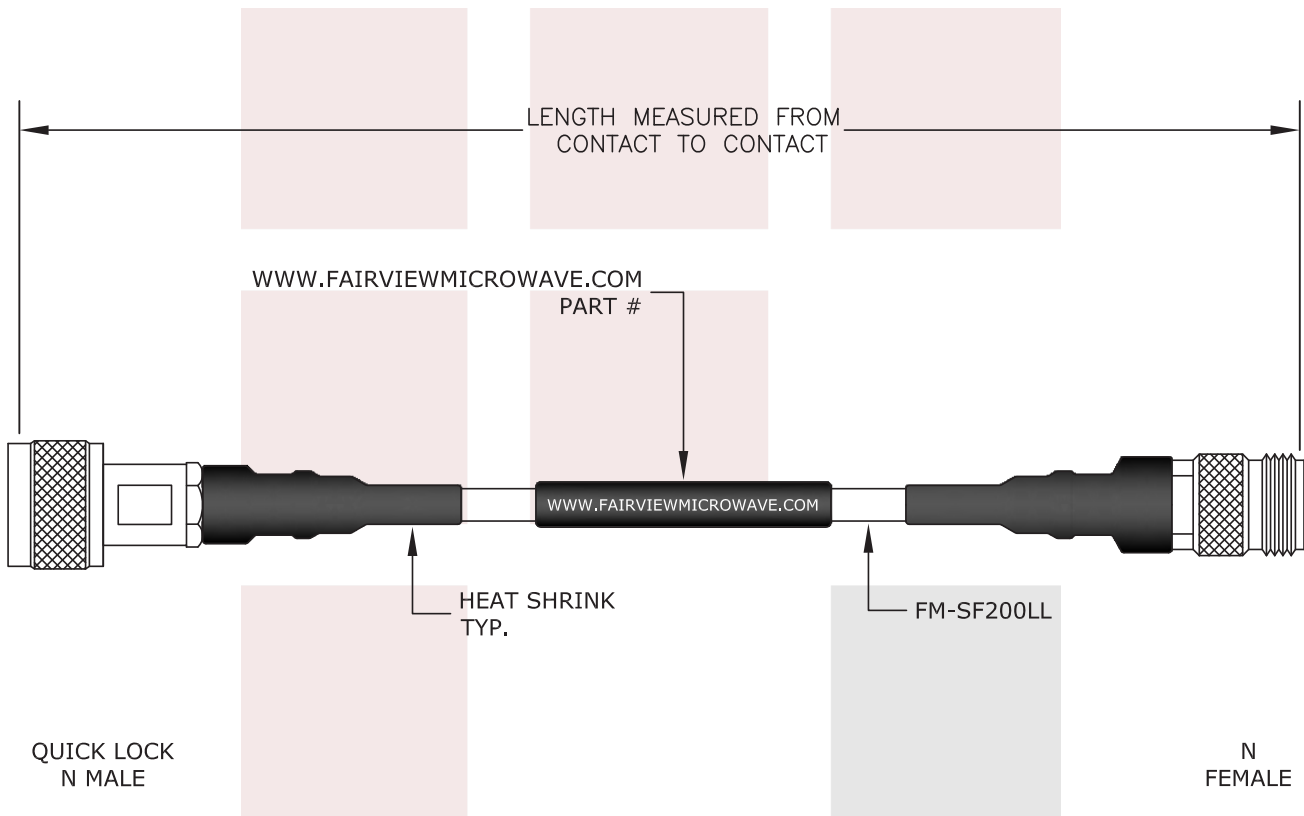 LENGTH MEASURED FROM
CONTACT TO CONTACT
WWW.FAIRVIEWMICROWAVE.COM
PART #
WWW.FAIRVIEWMICROWAVE.COM
HEAT SHRINK
TYP.
FM-SF200LL
QUICK LOCK
N MALE
N
FEMALE